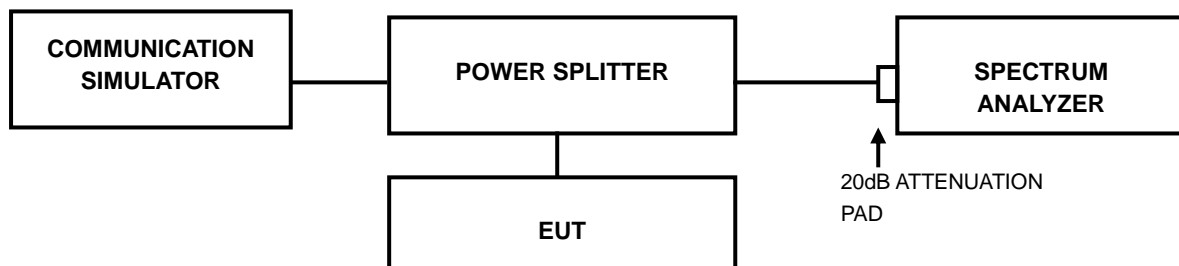 COMMUNICATION
SIMULATOR
POWER SPLITTER
SPECTRUM
ANALYZER
20dB ATTENUATION
PAD
EUT